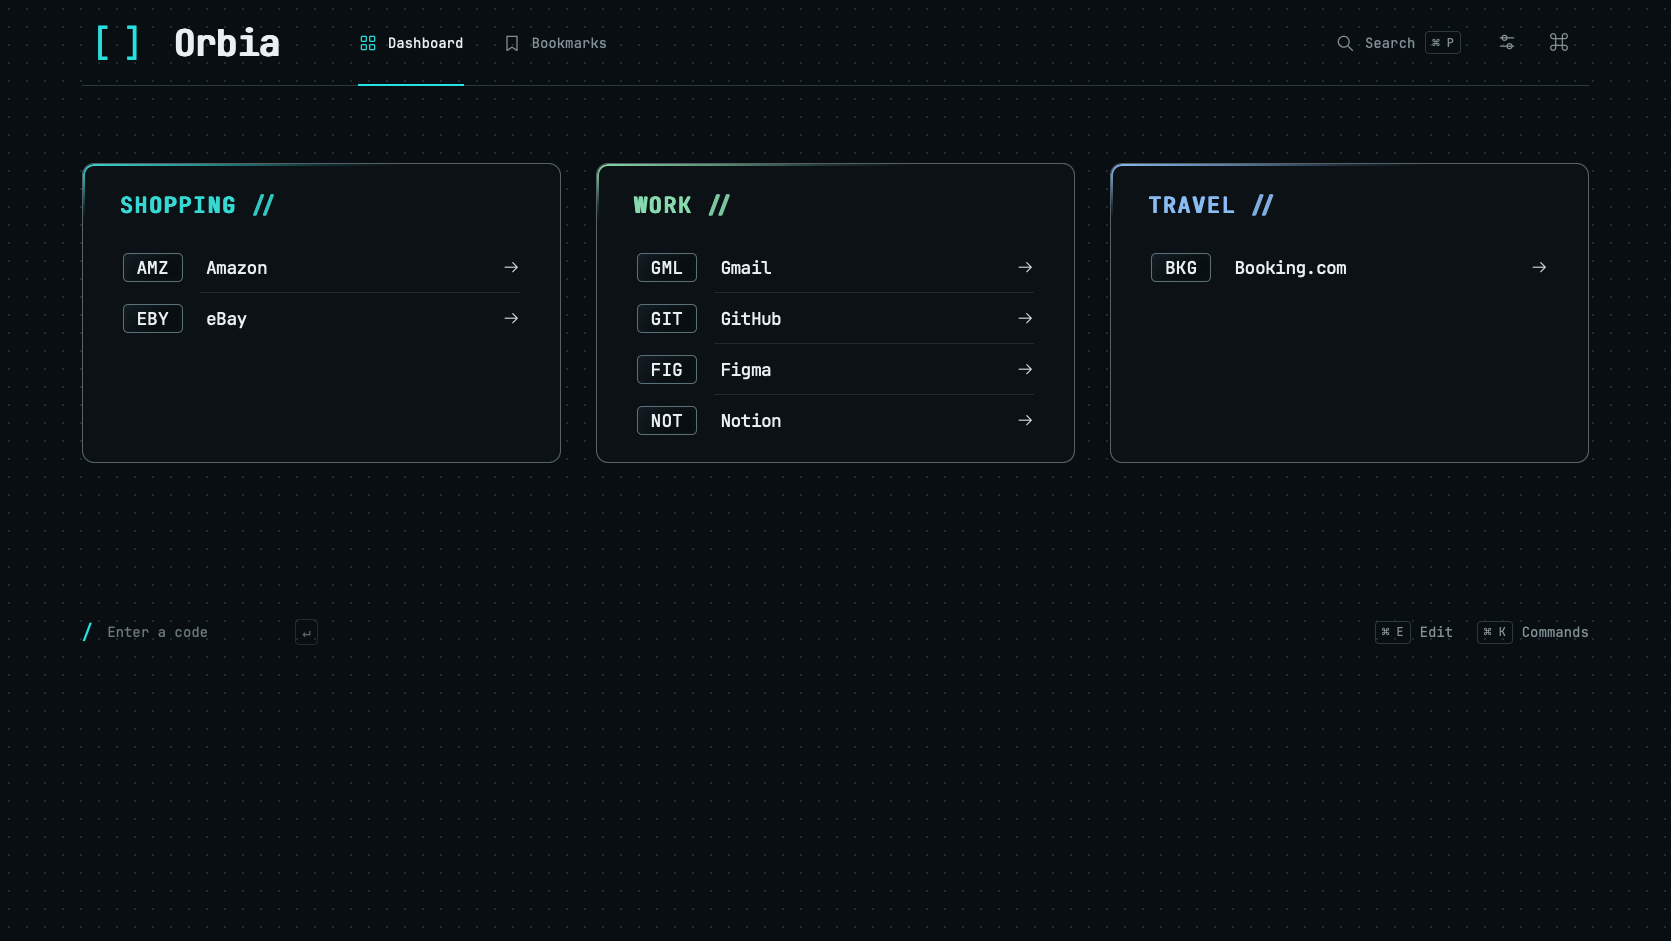 [ ] Orbia
Dashboard
Bookmarks
Search ⌘ P
SHOPPING //
AMZ Amazon →
EBY eBay →
WORK //
GML Gmail →
GIT GitHub →
FIG Figma →
NOT Notion →
TRAVEL //
BKG Booking.com →
/ Enter a code ↵
⌘ E Edit
⌘ K Commands